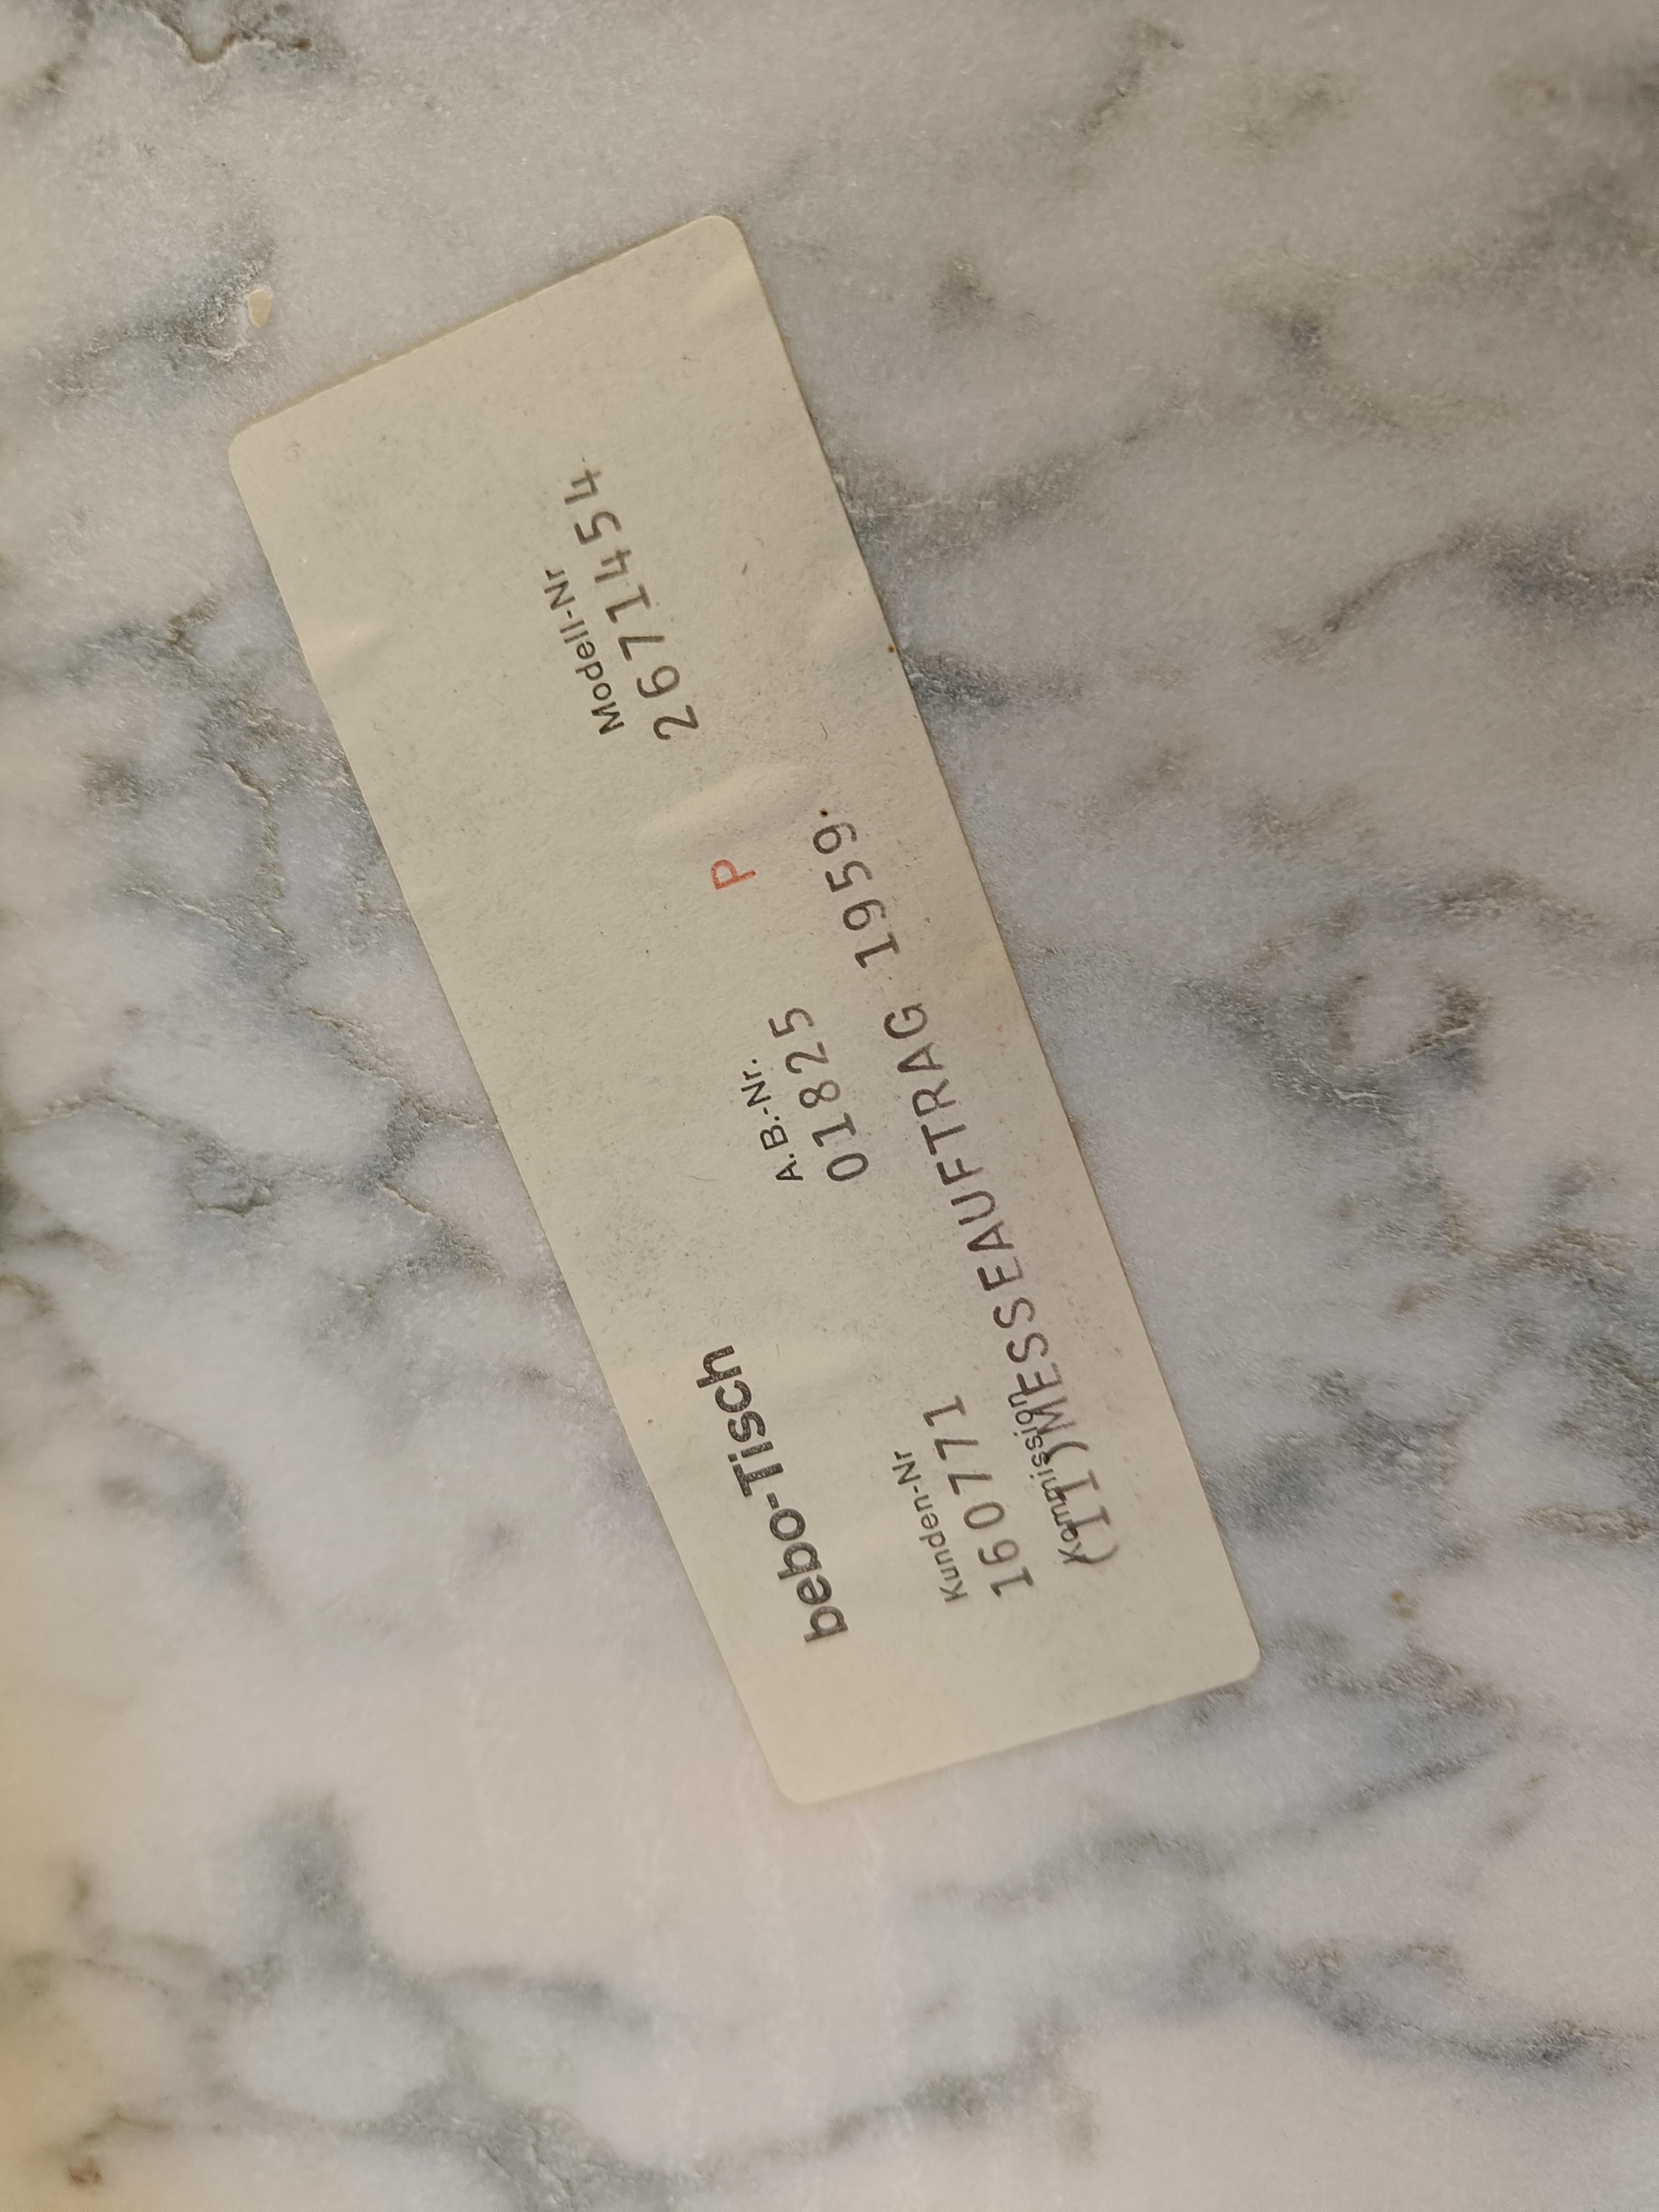 bebo-Tisch
A.B.-Nr.
01825
P
Modell-Nr
2671454
Kunden-Nr
160771
Kommission
(II)MESSEAUFTRAG 1959.